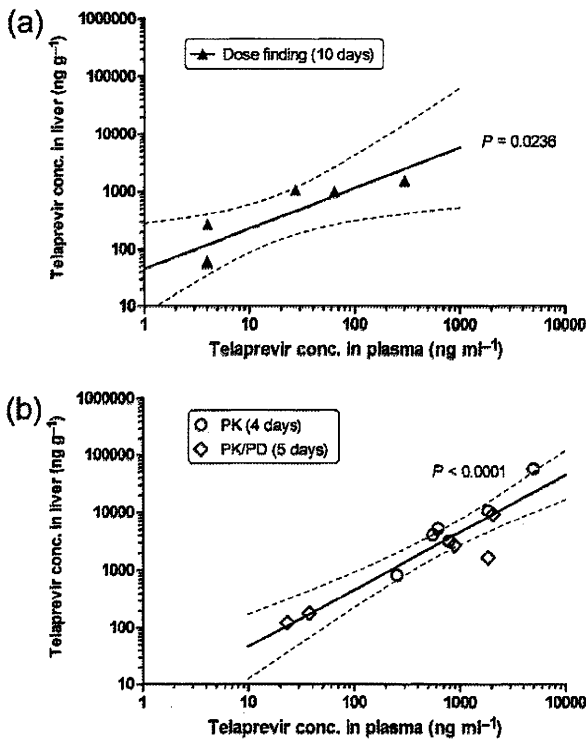 (a)
Telaprevir conc. in liver (ng g⁻¹)
1000000
100000
10000
1000
100
10
Dose finding (10 days)
P = 0.0236
1 10 100 1000 10000
Telaprevir conc. in plasma (ng ml⁻¹)
(b)
Telaprevir conc. in liver (ng g⁻¹)
1000000
100000
10000
1000
100
10
PK (4 days)
PK/PD (5 days)
P < 0.0001
1 10 100 1000 10000
Telaprevir conc. in plasma (ng ml⁻¹)